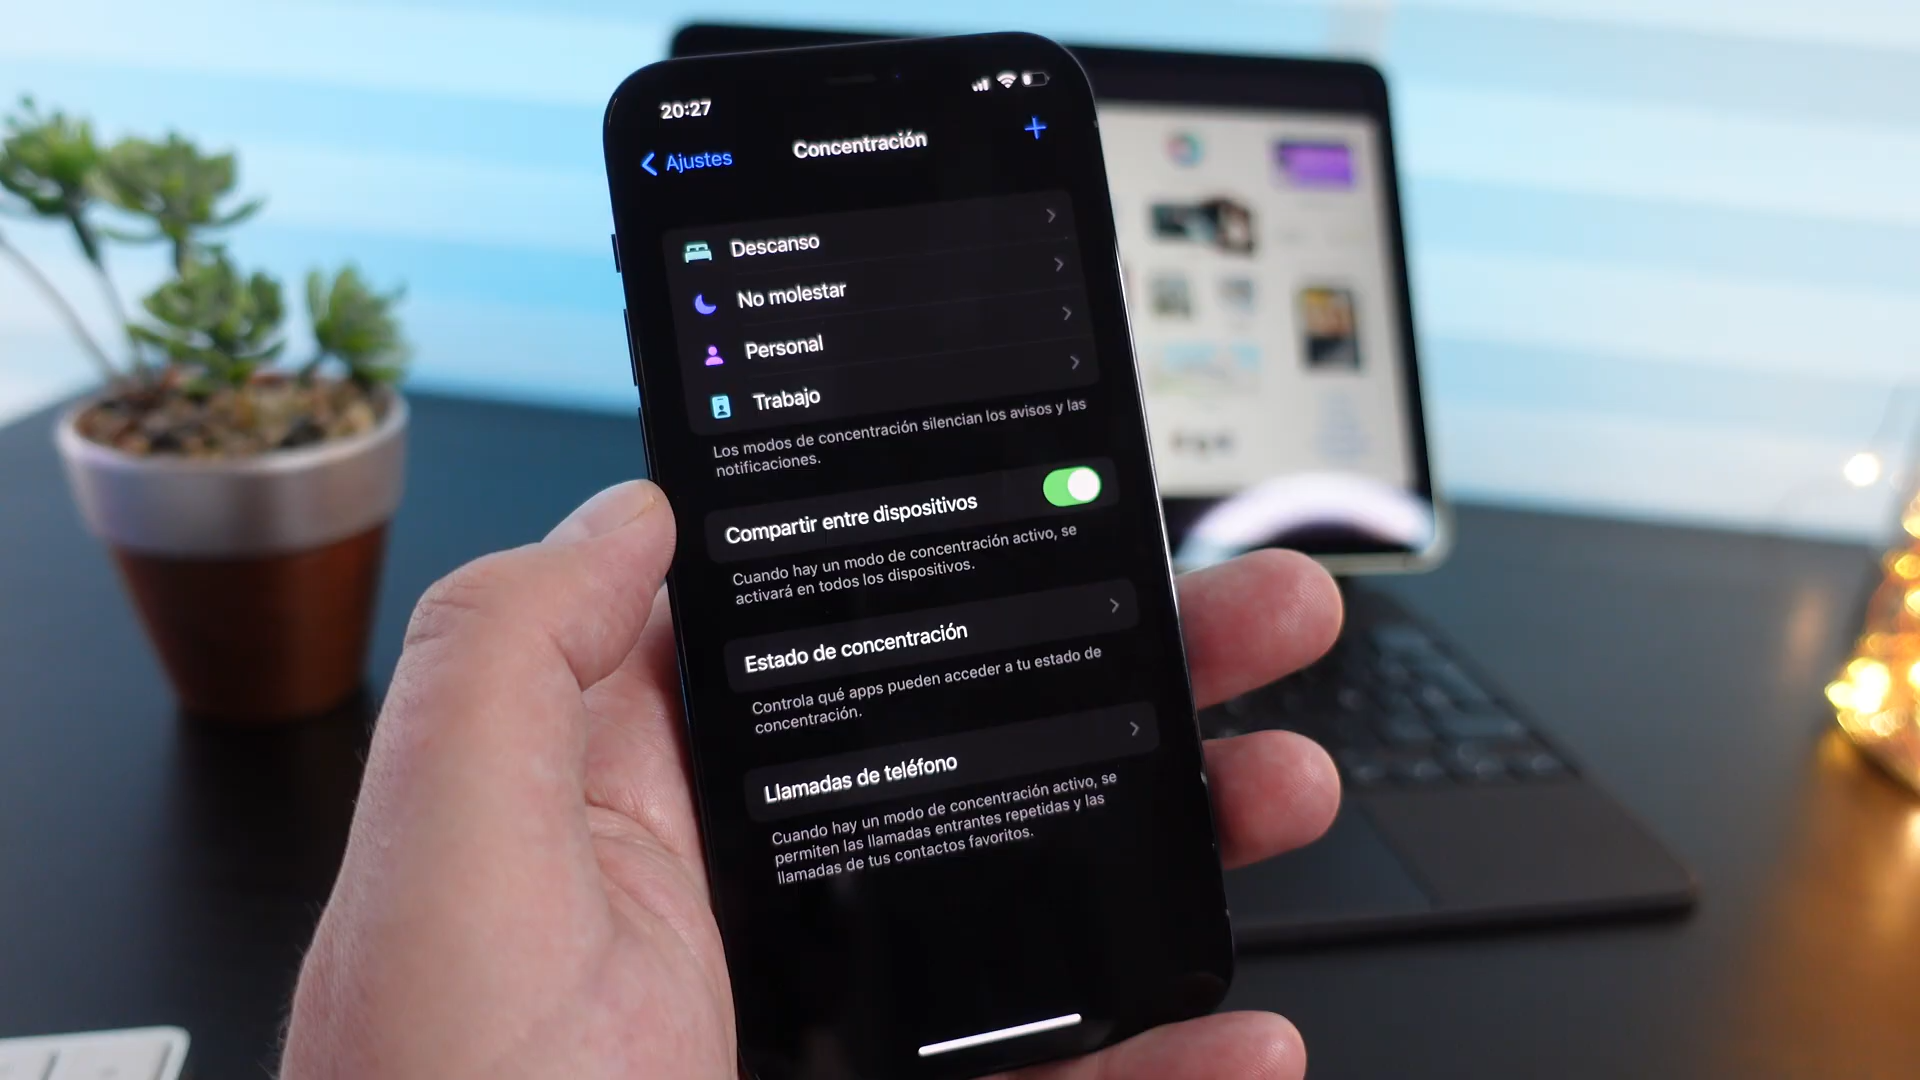 20:27
Ajustes
Concentración
+
Descanso
No molestar
Personal
Trabajo
Los modos de concentración silencian los avisos y las
notificaciones.
Compartir entre dispositivos
Cuando hay un modo de concentración activo, se
activará en todos los dispositivos.
Estado de concentración
Controla qué apps pueden acceder a tu estado de
concentración.
Llamadas de teléfono
Cuando hay un modo de concentración activo, se
permiten las llamadas entrantes repetidas y las
llamadas de tus contactos favoritos.